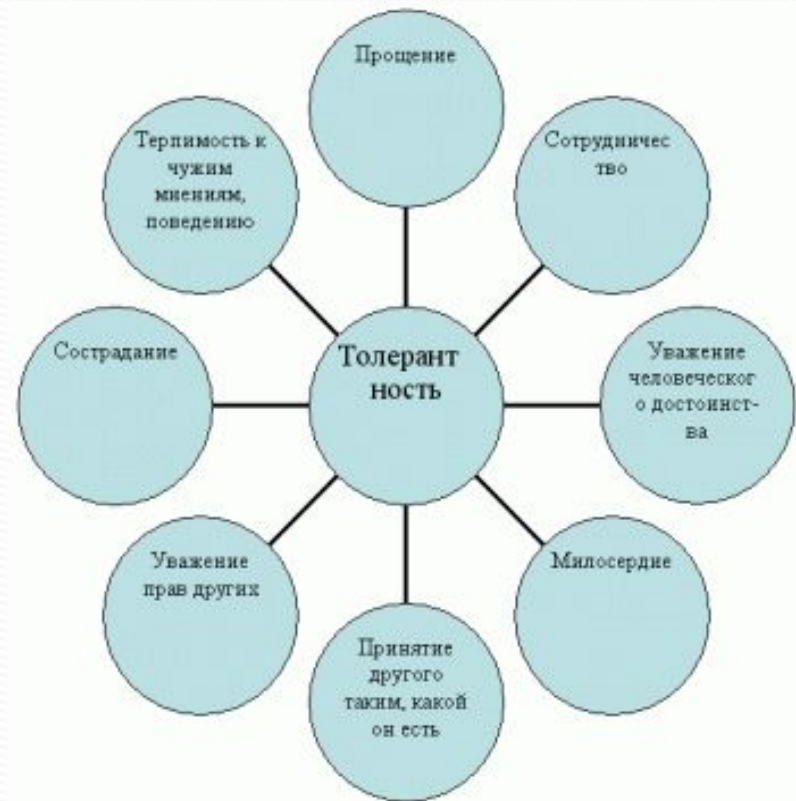 Прощение
Терпимость к
чужим
мнениям,
поведению
Сотрудничес
тво
Сострадание
Толерант
ность
Уважение
человеческог
о достоинст-
ва
Уважение
прав других
Милосердие
Принятие
другого
таким, какой
он есть